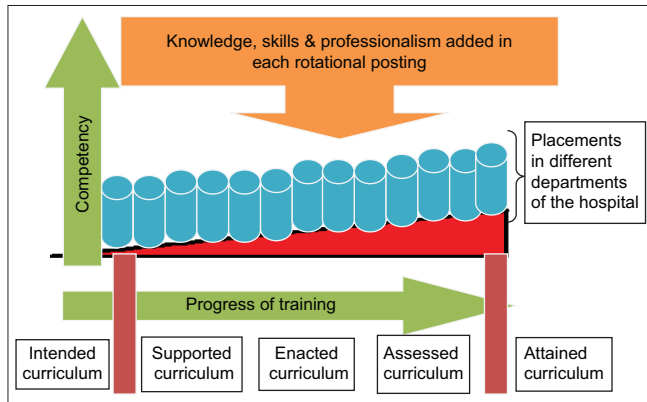 Knowledge, skills & professionalism added in
each rotational posting
Competency
Placements
in different
departments
of the hospital
Progress of training
Intended
curriculum
Supported
curriculum
Enacted
curriculum
Assessed
curriculum
Attained
curriculum